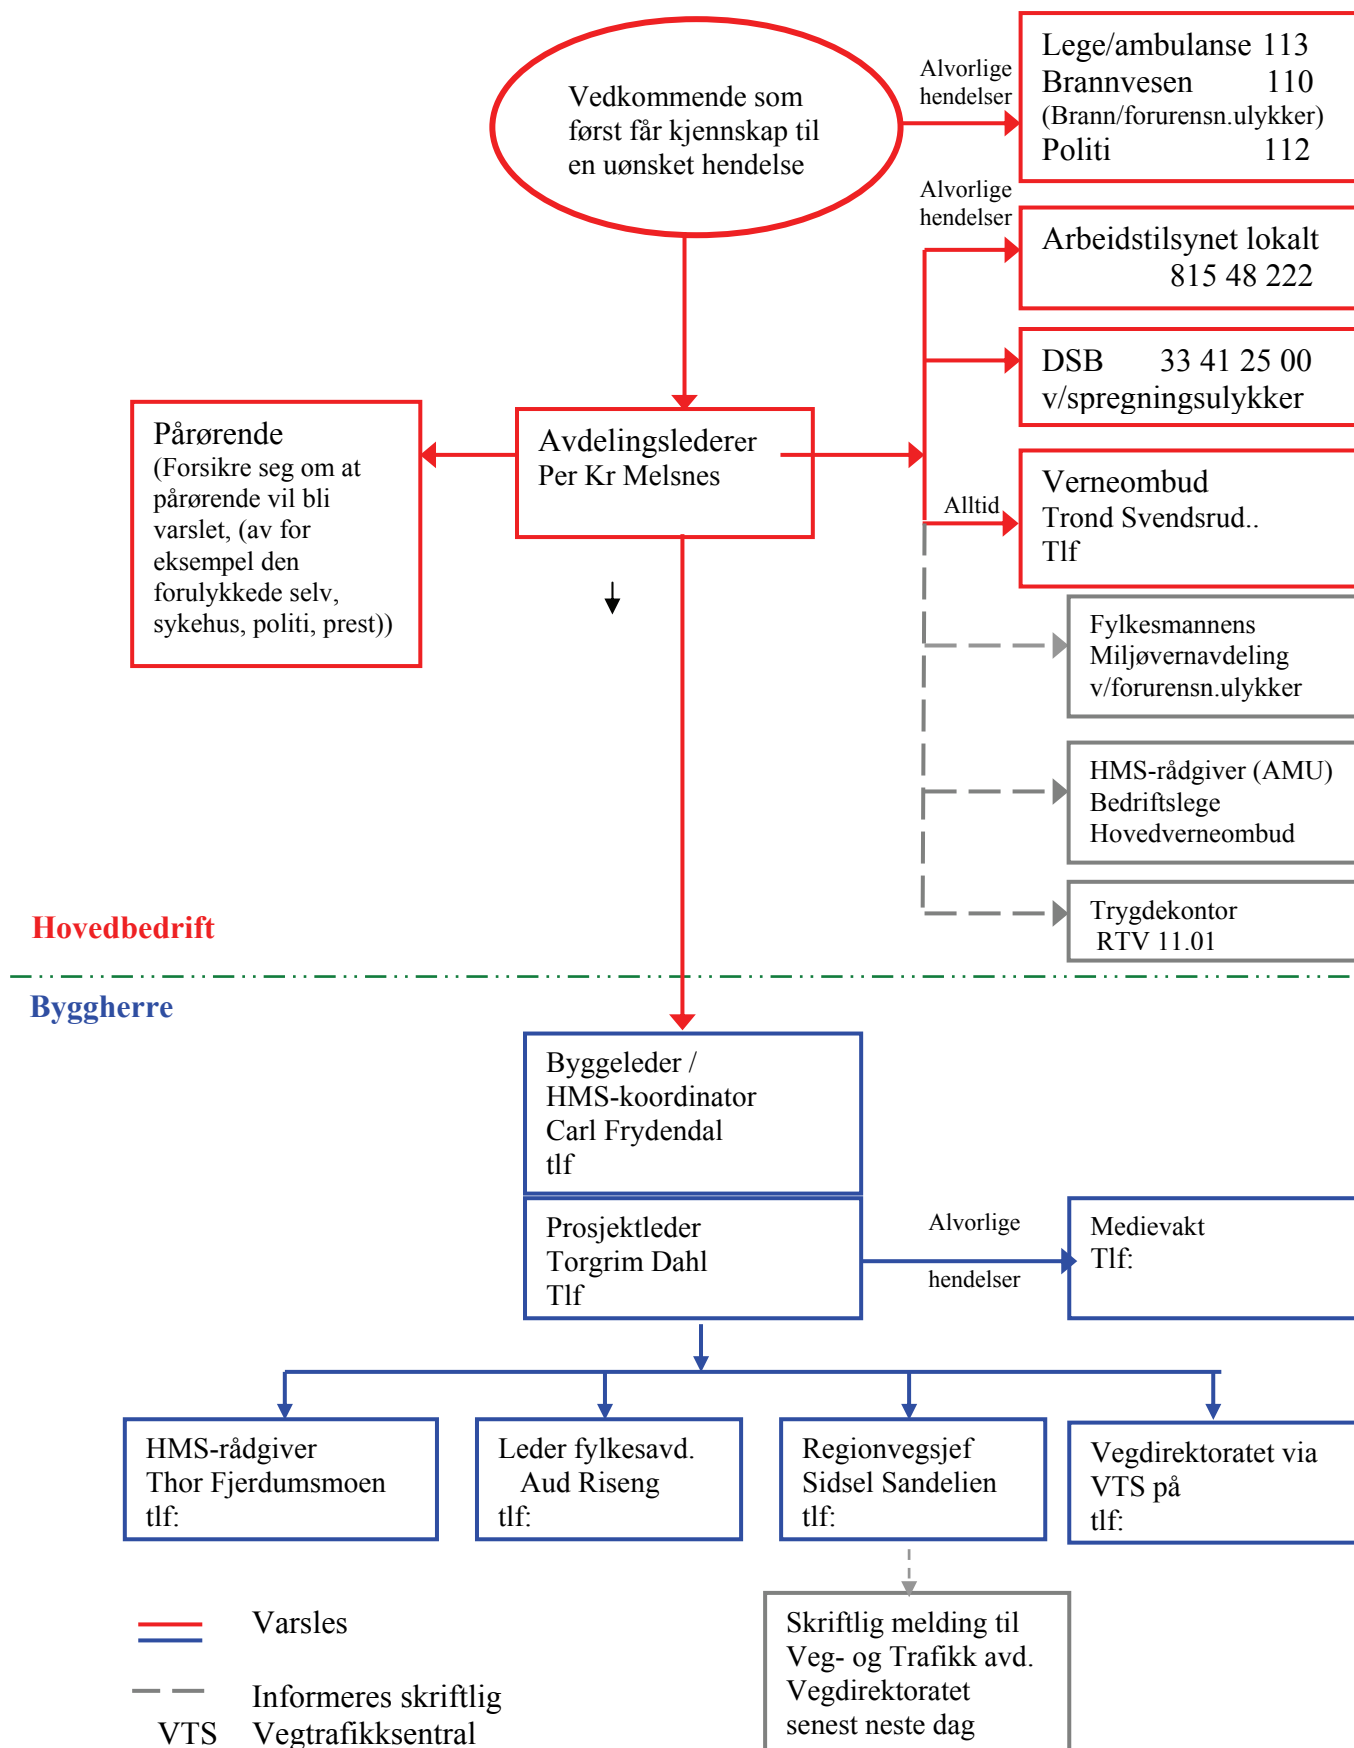 Vedkommende som
først får kjennskap til
en uønsket hendelse
Alvorlige
hendelser
Lege/ambulanse 113
Brannvesen 110
(Brann/forurensn.ulykker)
Politi 112
Alvorlige
hendelser
Arbeidstilsynet lokalt
815 48 222
DSB 33 41 25 00
v/spregningsulykker
Pårørende
(Forsikre seg om at
pårørende vil bli
varslet, (av for
eksempel den
forulykkede selv,
sykehus, politi, prest))
Avdelingslederer
Per Kr Melsnes
Alltid
Verneombud
Trond Svendsrud..
Tlf
Fylkesmannens
Miljøvernavdeling
v/forurensn.ulykker
HMS-rådgiver (AMU)
Bedriftslege
Hovedverneombud
Trygdekontor
RTV 11.01
Hovedbedrift
Byggherre
Byggeleder /
HMS-koordinator
Carl Frydendal
tlf
Prosjektleder
Torgrim Dahl
Tlf
Alvorlige
hendelser
Medievakt
Tlf:
HMS-rådgiver
Thor Fjerdumsmoen
tlf:
Leder fylkesavd.
Aud Riseng
tlf:
Regionvegsjef
Sidsel Sandelien
tlf:
Vegdirektoratet via
VTS på
tlf:
Skriftlig melding til
Veg- og Trafikk avd.
Vegdirektoratet
senest neste dag
Varsles
Informeres skriftlig
VTS Vegtrafikksentral